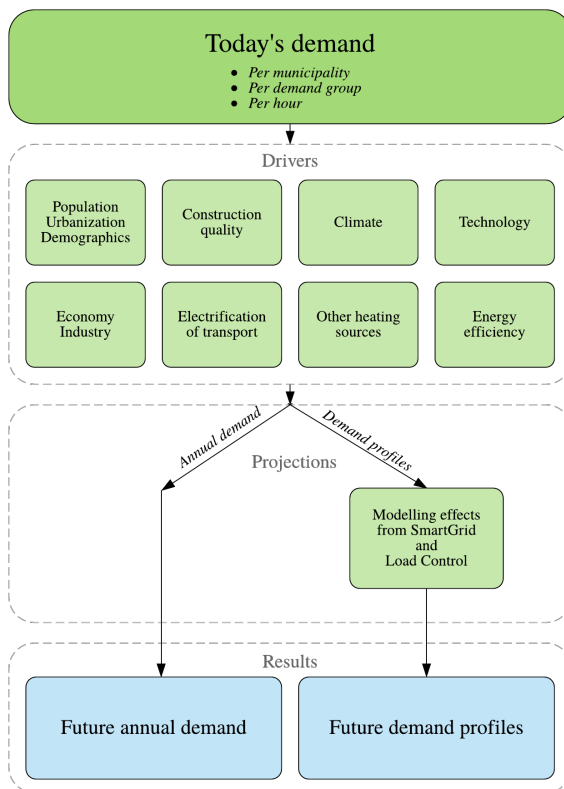 Today's demand
● Per municipality
● Per demand group
● Per hour
Drivers
Population
Urbanization
Demographics
Construction
quality
Climate
Technology
Economy
Industry
Electrification
of transport
Other heating
sources
Energy
efficiency
Annual demand
Demand profiles
Projections
Modelling effects
from SmartGrid
and
Load Control
Results
Future annual demand
Future demand profiles